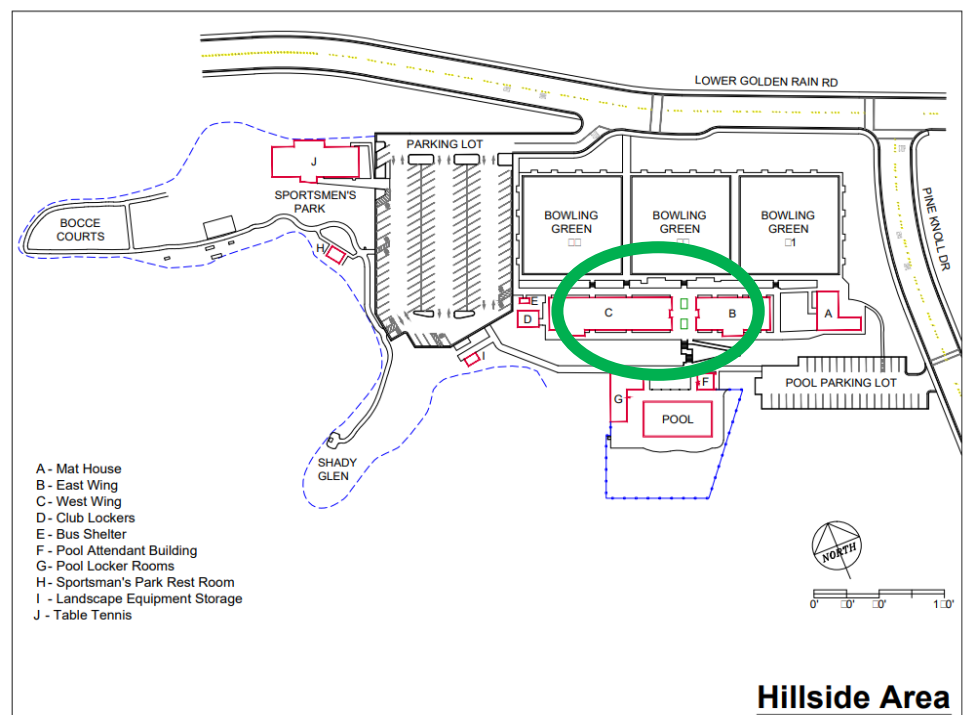 LOWER GOLDEN RAIN RD
PARKING LOT
J
SPORTSMEN'S
PARK
PINE KNOLL DR
BOCCE
COURTS
BOWLING
GREEN
BOWLING
GREEN
BOWLING
GREEN
1
H
E
D
C
B
A
I
F
G
POOL PARKING LOT
POOL
SHADY
GLEN
A - Mat House
B - East Wing
C - West Wing
D - Club Lockers
E - Bus Shelter
F - Pool Attendant Building
G - Pool Locker Rooms
H - Sportsman's Park Rest Room
I - Landscape Equipment Storage
J - Table Tennis
NORTH
0'
Hillside Area